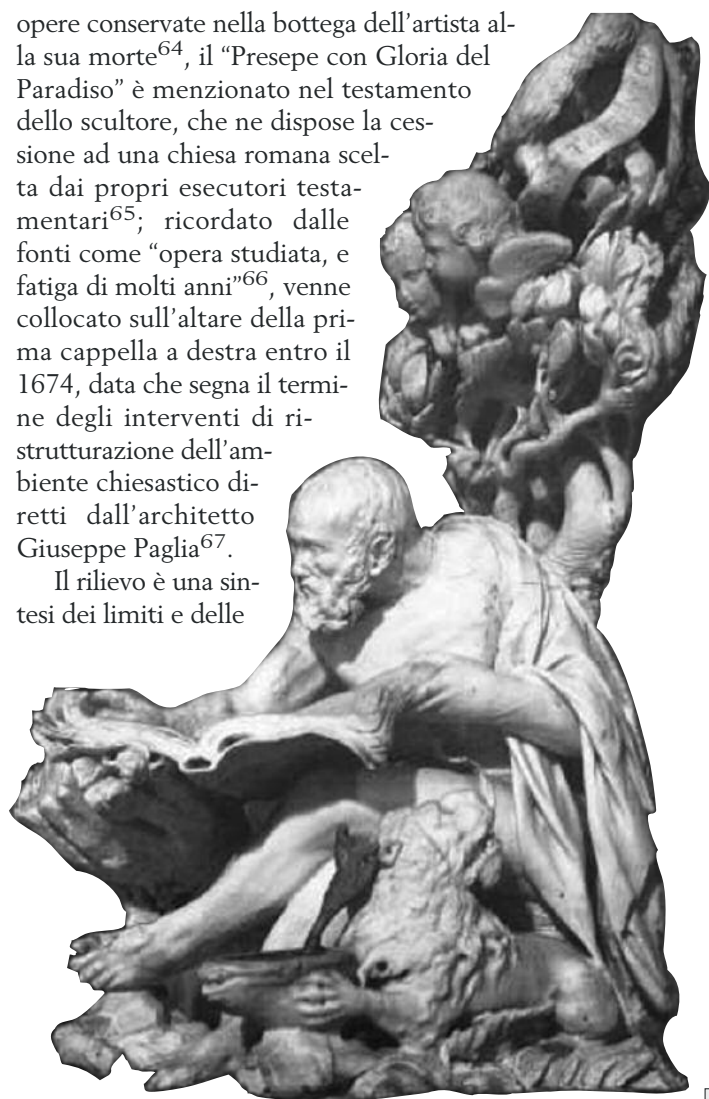 opere conservate nella bottega dell’artista al-
la sua morte64, il “Presepe con Gloria del
Paradiso” è menzionato nel testamento
dello scultore, che ne dispose la ces-
sione ad una chiesa romana scel-
ta dai propri esecutori testa-
mentari65; ricordato dalle
fonti come “opera studiata, e
fatiga di molti anni”66, venne
collocato sull’altare della pri-
ma cappella a destra entro il
1674, data che segna il termi-
ne degli interventi di ri-
strutturazione dell’am-
biente chiesastico di-
retti dall’architetto
Giuseppe Paglia67.
Il rilievo è una sin-
tesi dei limiti e delle